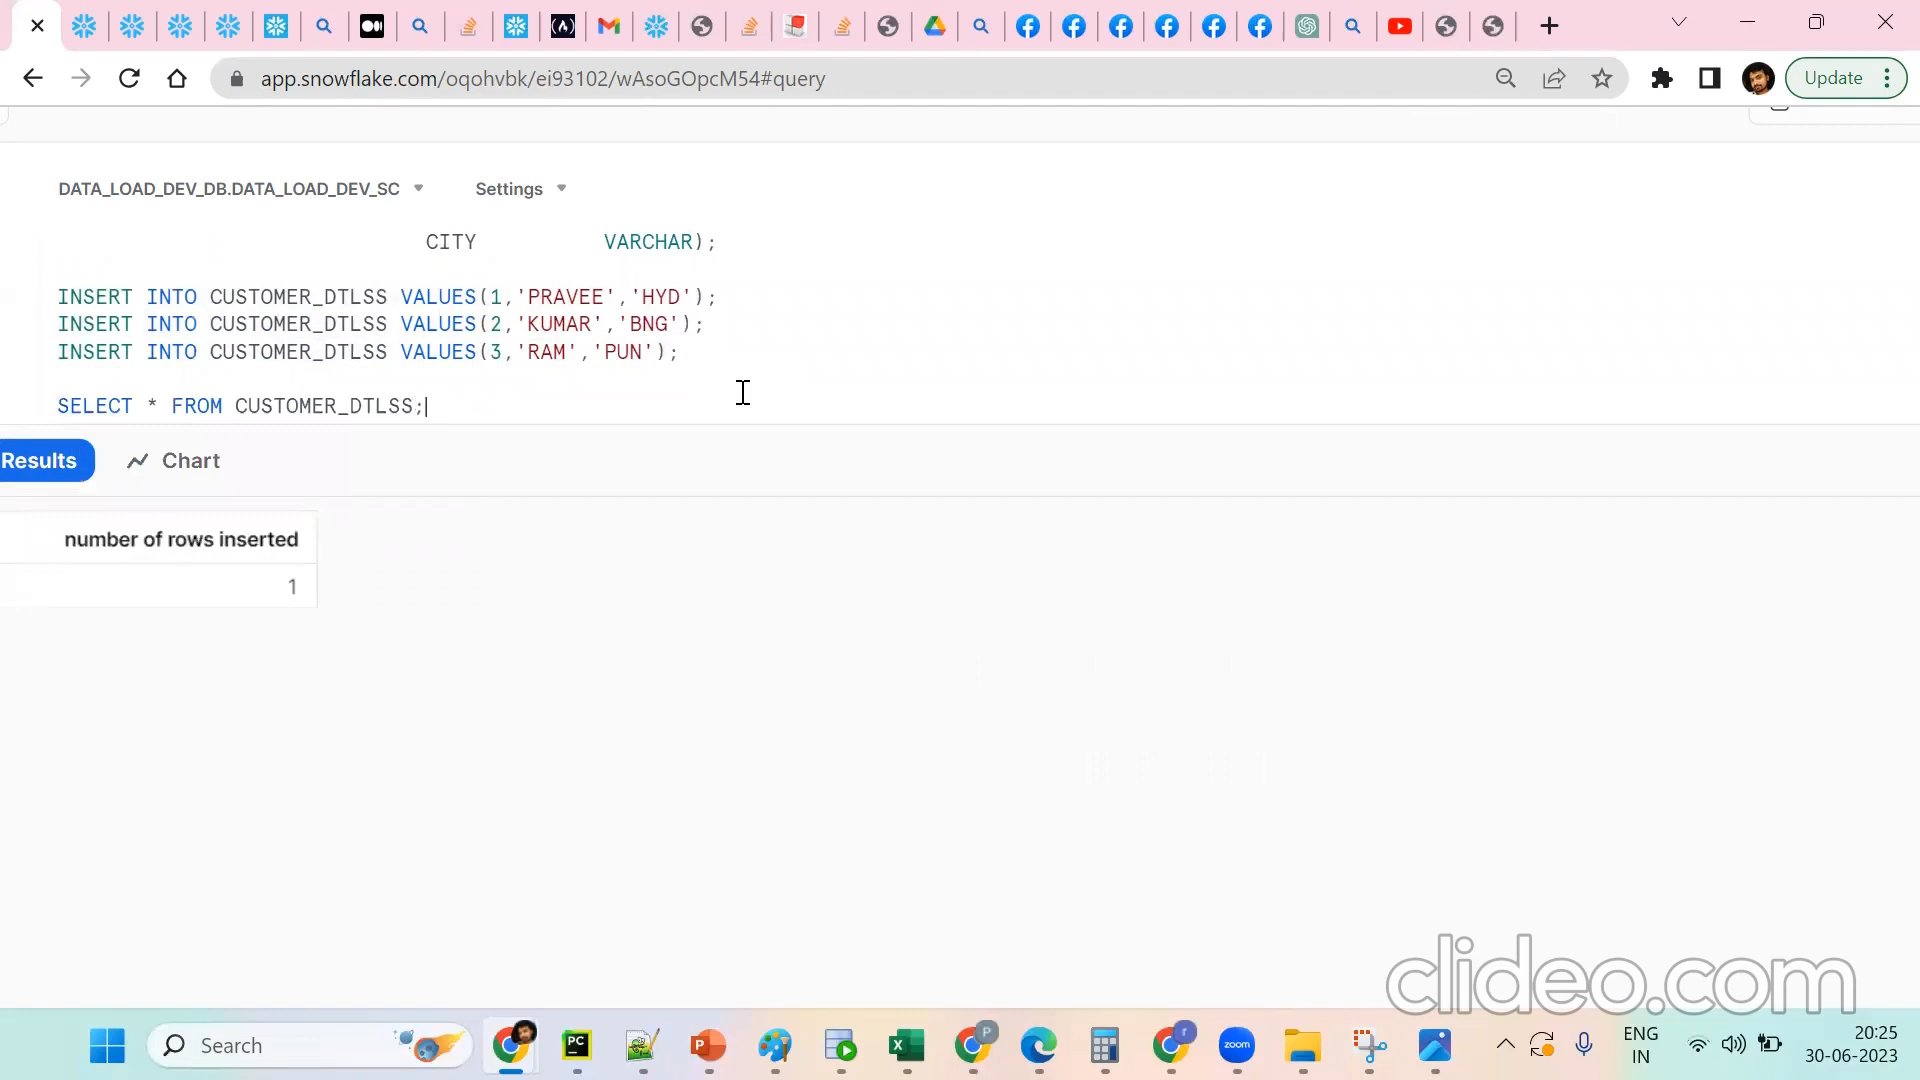 app.snowflake.com/oqohvbk/ei93102/wAsoGOpcM54#query
Update
DATA_LOAD_DEV_DB.DATA_LOAD_DEV_SC
Settings
CITY VARCHAR);
INSERT INTO CUSTOMER_DTLSS VALUES(1,'PRAVEE','HYD');
INSERT INTO CUSTOMER_DTLSS VALUES(2,'KUMAR','BNG');
INSERT INTO CUSTOMER_DTLSS VALUES(3,'RAM','PUN');
SELECT * FROM CUSTOMER_DTLSS;
Results
Chart
number of rows inserted
1
clideo.com
Search
PC
P
X
P
r
zoom
ENG
IN
20:25
30-06-2023